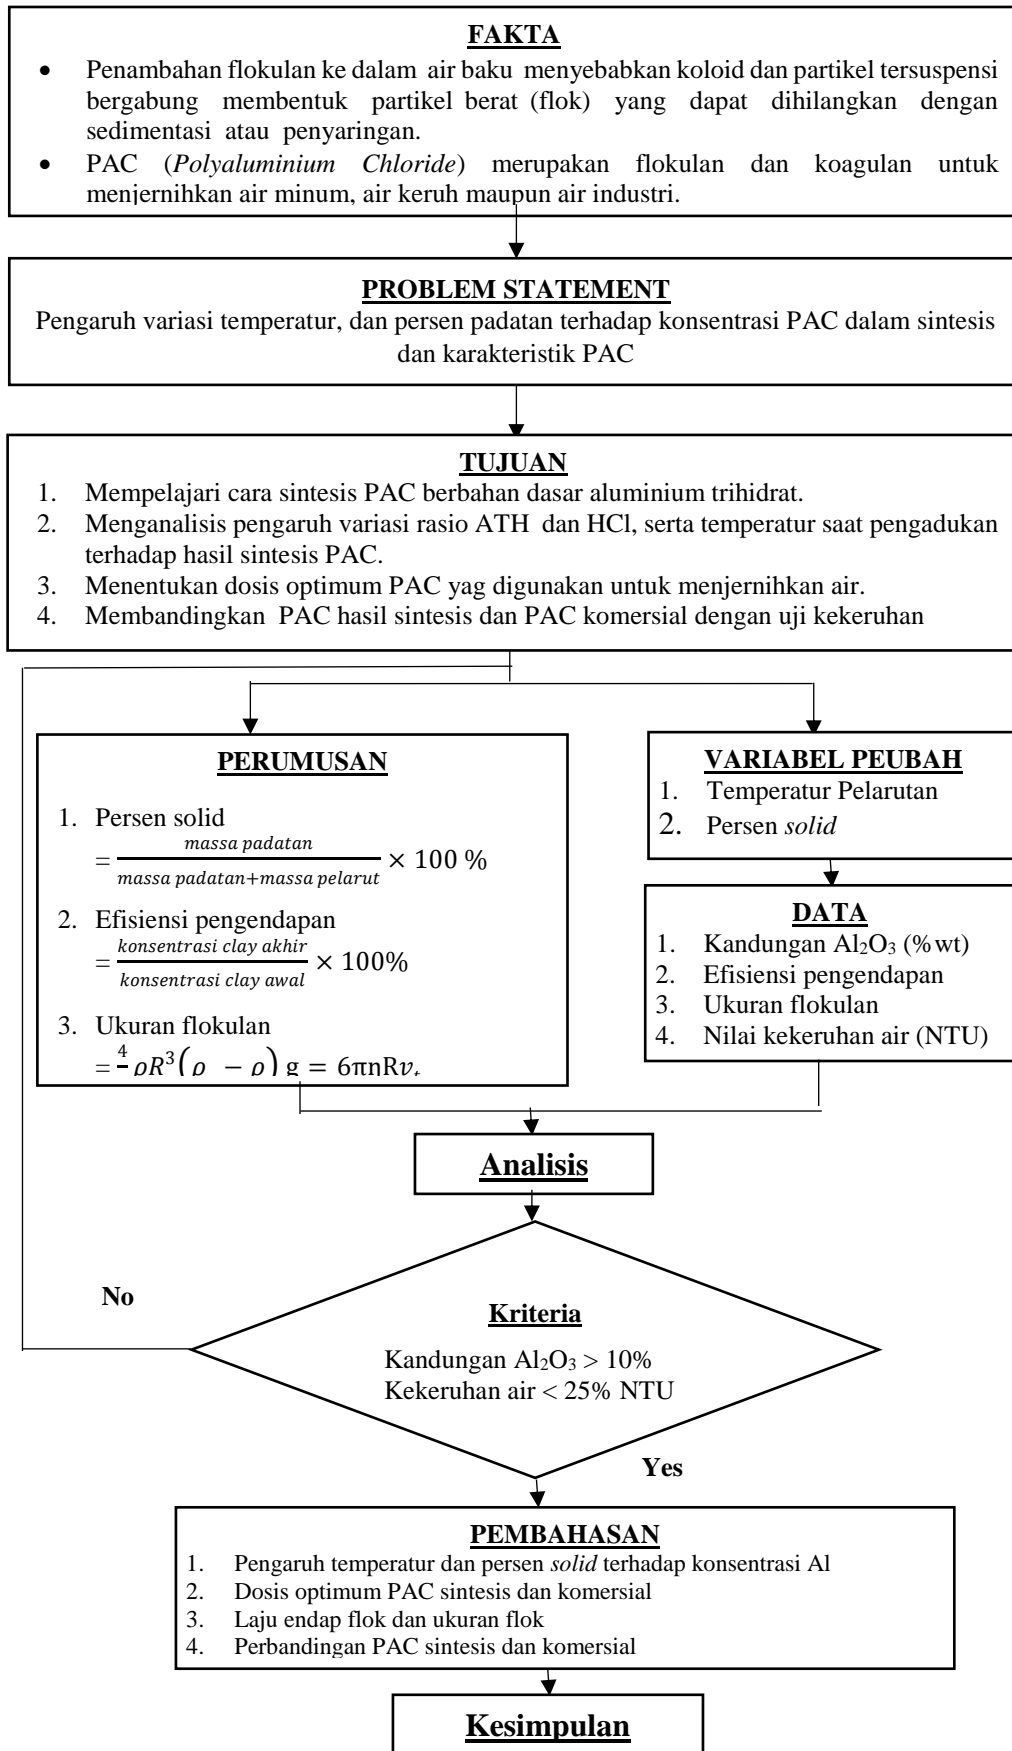 FAKTA
• Penambahan flokulan ke dalam air baku menyebabkan koloid dan partikel tersuspensi
bergabung membentuk partikel berat (flok) yang dapat dihilangkan dengan
sedimentasi atau penyaringan.
• PAC (Polyaluminium Chloride) merupakan flokulan dan koagulan untuk
menjernihkan air minum, air keruh maupun air industri.
PROBLEM STATEMENT
Pengaruh variasi temperatur, dan persen padatan terhadap konsentrasi PAC dalam sintesis
dan karakteristik PAC
TUJUAN
1. Mempelajari cara sintesis PAC berbahan dasar aluminium trihidrat.
2. Menganalisis pengaruh variasi rasio ATH dan HCl, serta temperatur saat pengadukan
terhadap hasil sintesis PAC.
3. Menentukan dosis optimum PAC yag digunakan untuk menjernihkan air.
4. Membandingkan PAC hasil sintesis dan PAC komersial dengan uji kekeruhan
PERUMUSAN
1. Persen solid
= massa padatan / massa padatan+massa pelarut × 100 %
2. Efisiensi pengendapan
= konsentrasi clay akhir / konsentrasi clay awal × 100%
3. Ukuran flokulan
= 4 ρR³(ρ − ρ) g = 6πηRvₜ
VARIABEL PEUBAH
1. Temperatur Pelarutan
2. Persen solid
DATA
1. Kandungan Al₂O₃ (%wt)
2. Efisiensi pengendapan
3. Ukuran flokulan
4. Nilai kekeruhan air (NTU)
Analisis
No
Kriteria
Kandungan Al₂O₃ > 10%
Kekeruhan air < 25% NTU
Yes
PEMBAHASAN
1. Pengaruh temperatur dan persen solid terhadap konsentrasi Al
2. Dosis optimum PAC sintesis dan komersial
3. Laju endap flok dan ukuran flok
4. Perbandingan PAC sintesis dan komersial
Kesimpulan